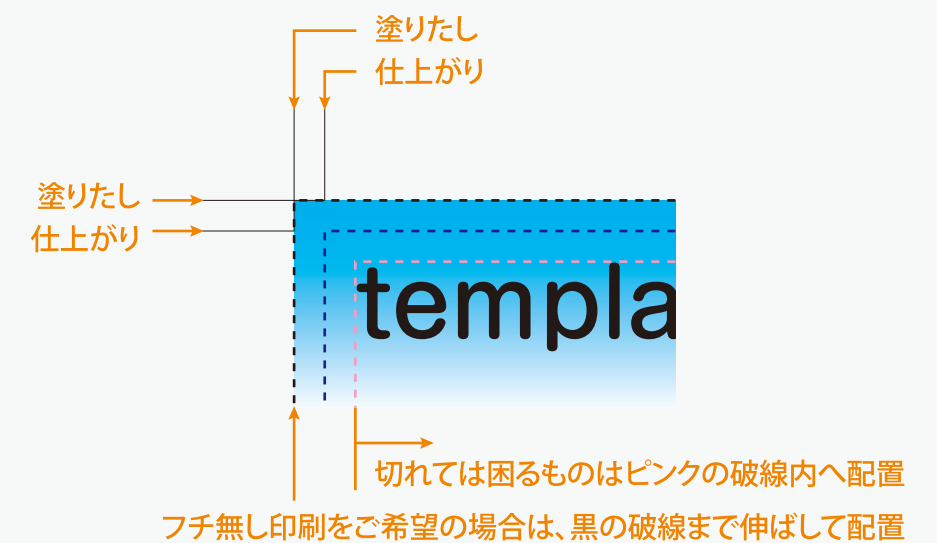 塗りたし
仕上がり
塗りたし
仕上がり
templa
切れては困るものはピンクの破線内へ配置
フチ無し印刷をご希望の場合は、黒の破線まで伸ばして配置